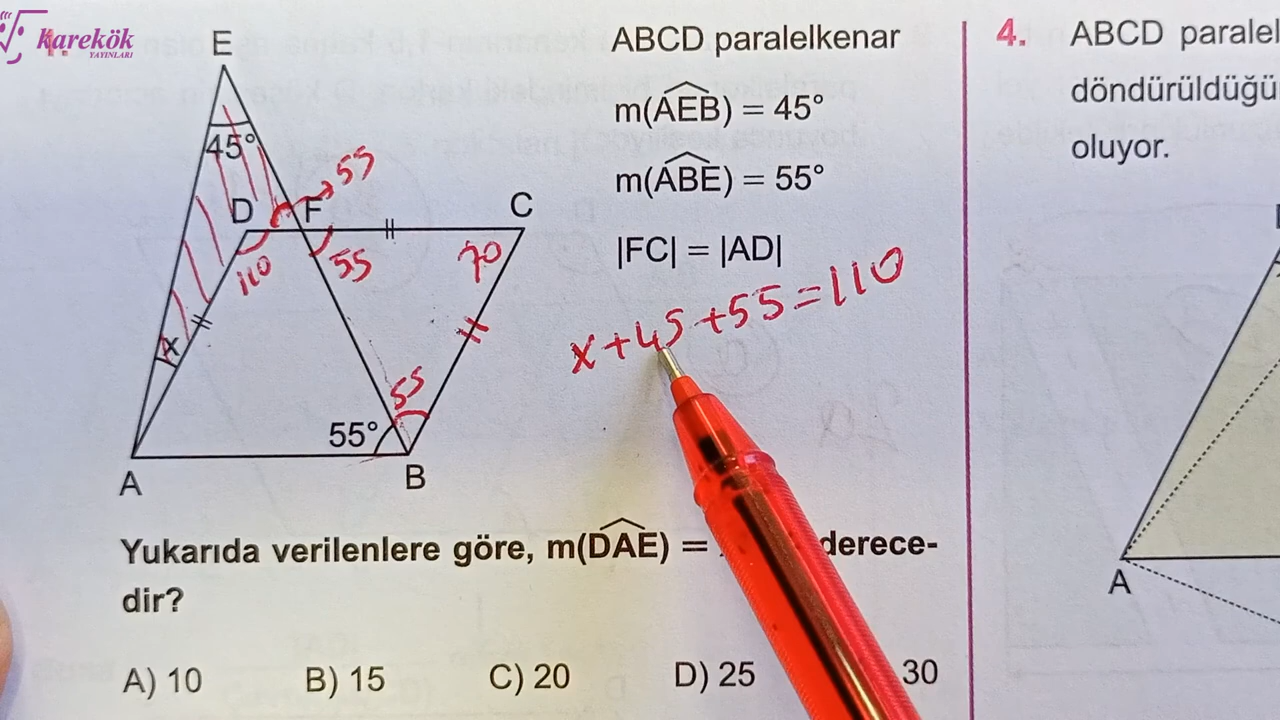 Karekök
YAYINLARI
E
45°
55
D
F
C
110
55
70
x
55
55°
A
B
ABCD paralelkenar
m(AEB) = 45°
m(ABE) = 55°
|FC| = |AD|
x+45+55=110
Yukarıda verilenlere göre, m(DAE) = derece-
dir?
A) 10 B) 15 C) 20 D) 25 30
4. ABCD paralel
döndürüldüğü
oluyor.
A